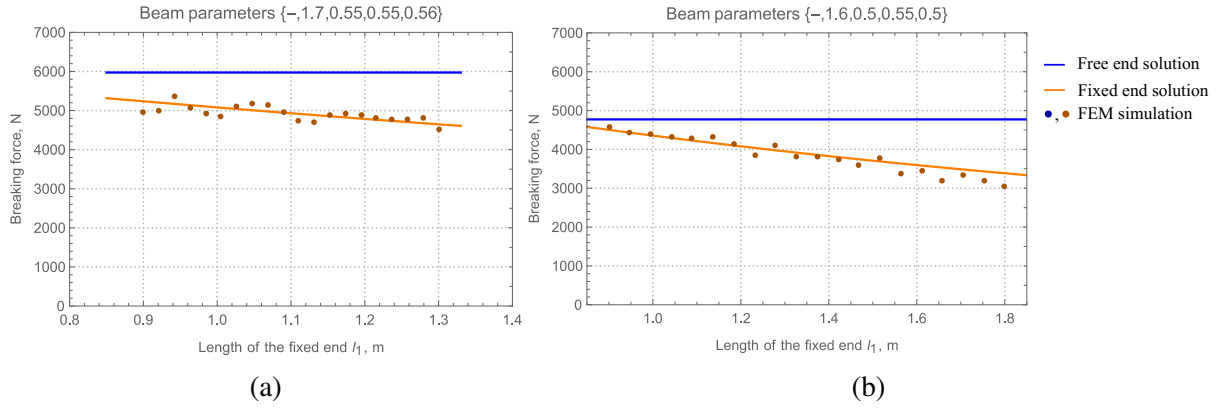 Beam parameters {−,1.7,0.55,0.55,0.56}
7000
6000
5000
4000
3000
2000
1000
0
Breaking force, N
0.8 0.9 1.0 1.1 1.2 1.3 1.4
Length of the fixed end l1, m
(a)
Beam parameters {−,1.6,0.5,0.55,0.5}
7000
6000
5000
4000
3000
2000
1000
0
Breaking force, N
1.0 1.2 1.4 1.6 1.8
Length of the fixed end l1, m
(b)
Free end solution
Fixed end solution
, FEM simulation